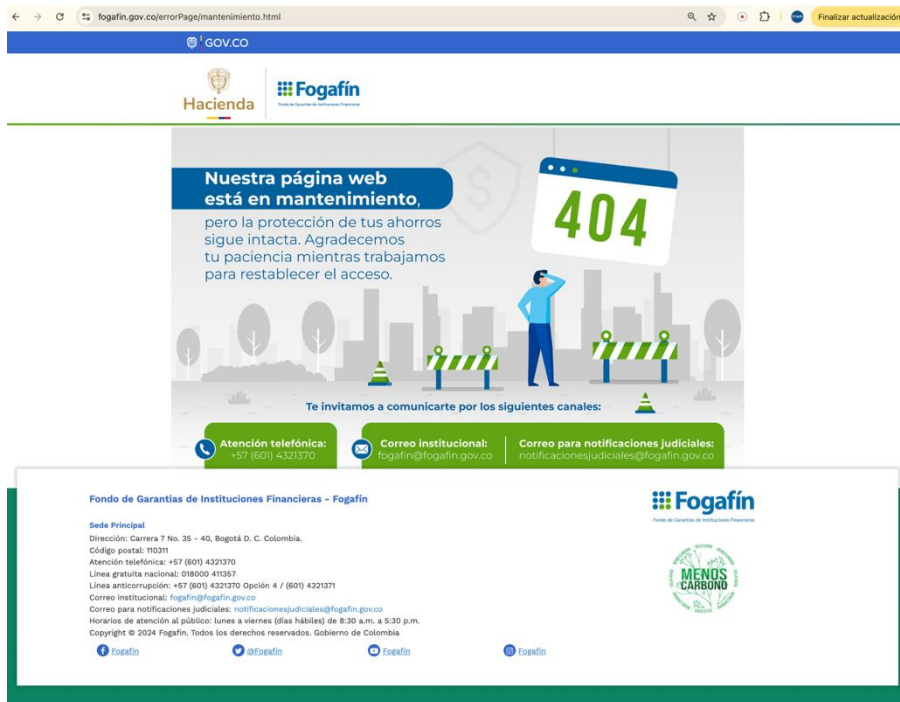 fogafin.gov.co/errorPage/mantenimiento.html
Finalizar actualización
GOV.CO
Hacienda
Fogafín
Fondo de Garantías de Instituciones Financieras
Nuestra página web
está en mantenimiento,
pero la protección de tus ahorros
sigue intacta. Agradecemos
tu paciencia mientras trabajamos
para restablecer el acceso.
404
Te invitamos a comunicarte por los siguientes canales:
Atención telefónica:
+57 (601) 4321370
Correo institucional:
fogafin@fogafin.gov.co
Correo para notificaciones judiciales:
notificacionesjudiciales@fogafin.gov.co
Fondo de Garantías de Instituciones Financieras - Fogafín
Sede Principal
Dirección: Carrera 7 No. 35 - 40, Bogotá D. C. Colombia.
Código postal: 110311
Atención telefónica: +57 (601) 4321370
Línea gratuita nacional: 018000 411357
Línea anticorrupción: +57 (601) 4321370 Opción 4 / (601) 4321371
Correo institucional: fogafin@fogafin.gov.co
Correo para notificaciones judiciales: notificacionesjudiciales@fogafin.gov.co
Horarios de atención al público: lunes a viernes (días hábiles) de 8:30 a.m. a 5:30 p.m.
Copyright © 2024 Fogafín. Todos los derechos reservados. Gobierno de Colombia
Fogafín
@Fogafín
Fogafín
Fogafín
Fogafín
Fondo de Garantías de Instituciones Financieras
MENOS
CARBONO